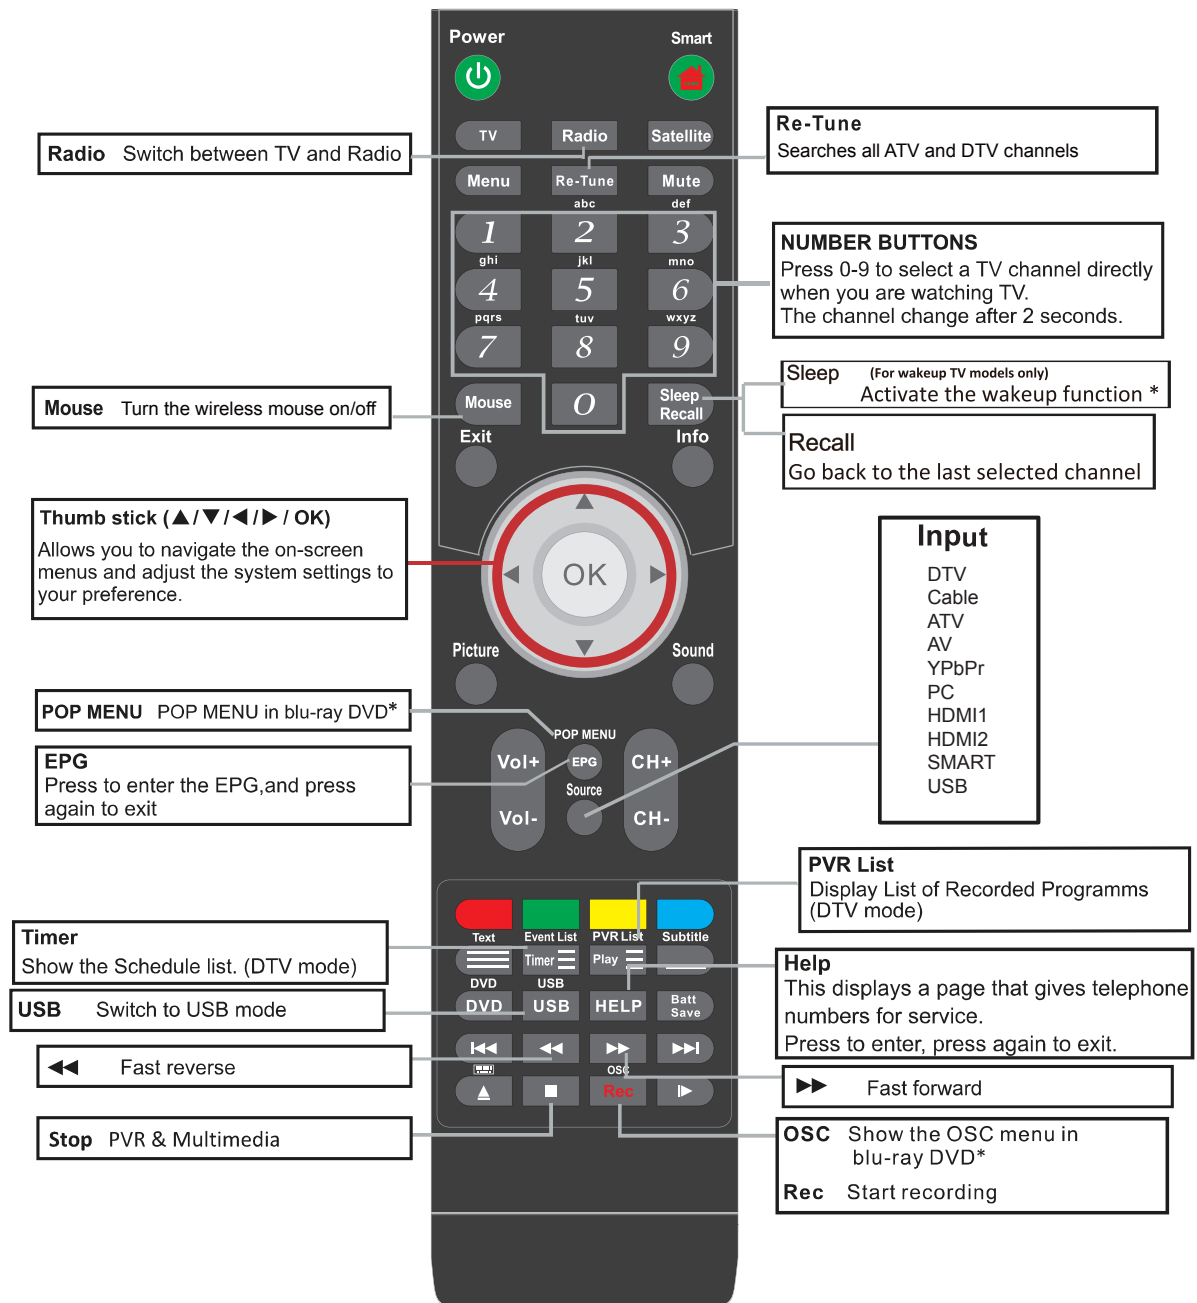 Power
Smart
TV
Radio
Satellite
Menu
Re-Tune
Mute
abc
def
1
2
3
ghi
jkl
mno
4
5
6
pqrs
tuv
wxyz
7
8
9
Mouse
0
Sleep
Recall
Exit
Info
OK
Picture
Sound
POP MENU
Vol+
EPG
CH+
Source
Vol-
CH-
Text
Event List
PVR List
Subtitle
Timer
Play
DVD
USB
DVD
USB
HELP
Batt
Save
OSC
Rec
Radio Switch between TV and Radio
Mouse Turn the wireless mouse on/off
Thumb stick (▲/▼/◀/▶ / OK)
Allows you to navigate the on-screen
menus and adjust the system settings to
your preference.
POP MENU POP MENU in blu-ray DVD*
EPG
Press to enter the EPG,and press
again to exit
Timer
Show the Schedule list. (DTV mode)
USB Switch to USB mode
◀◀ Fast reverse
Stop PVR & Multimedia
Re-Tune
Searches all ATV and DTV channels
NUMBER BUTTONS
Press 0-9 to select a TV channel directly
when you are watching TV.
The channel change after 2 seconds.
Sleep (For wakeup TV models only)
Activate the wakeup function *
Recall
Go back to the last selected channel
Input
DTV
Cable
ATV
AV
YPbPr
PC
HDMI1
HDMI2
SMART
USB
PVR List
Display List of Recorded Programms
(DTV mode)
Help
This displays a page that gives telephone
numbers for service.
Press to enter, press again to exit.
▶▶ Fast forward
OSC Show the OSC menu in
blu-ray DVD*
Rec Start recording